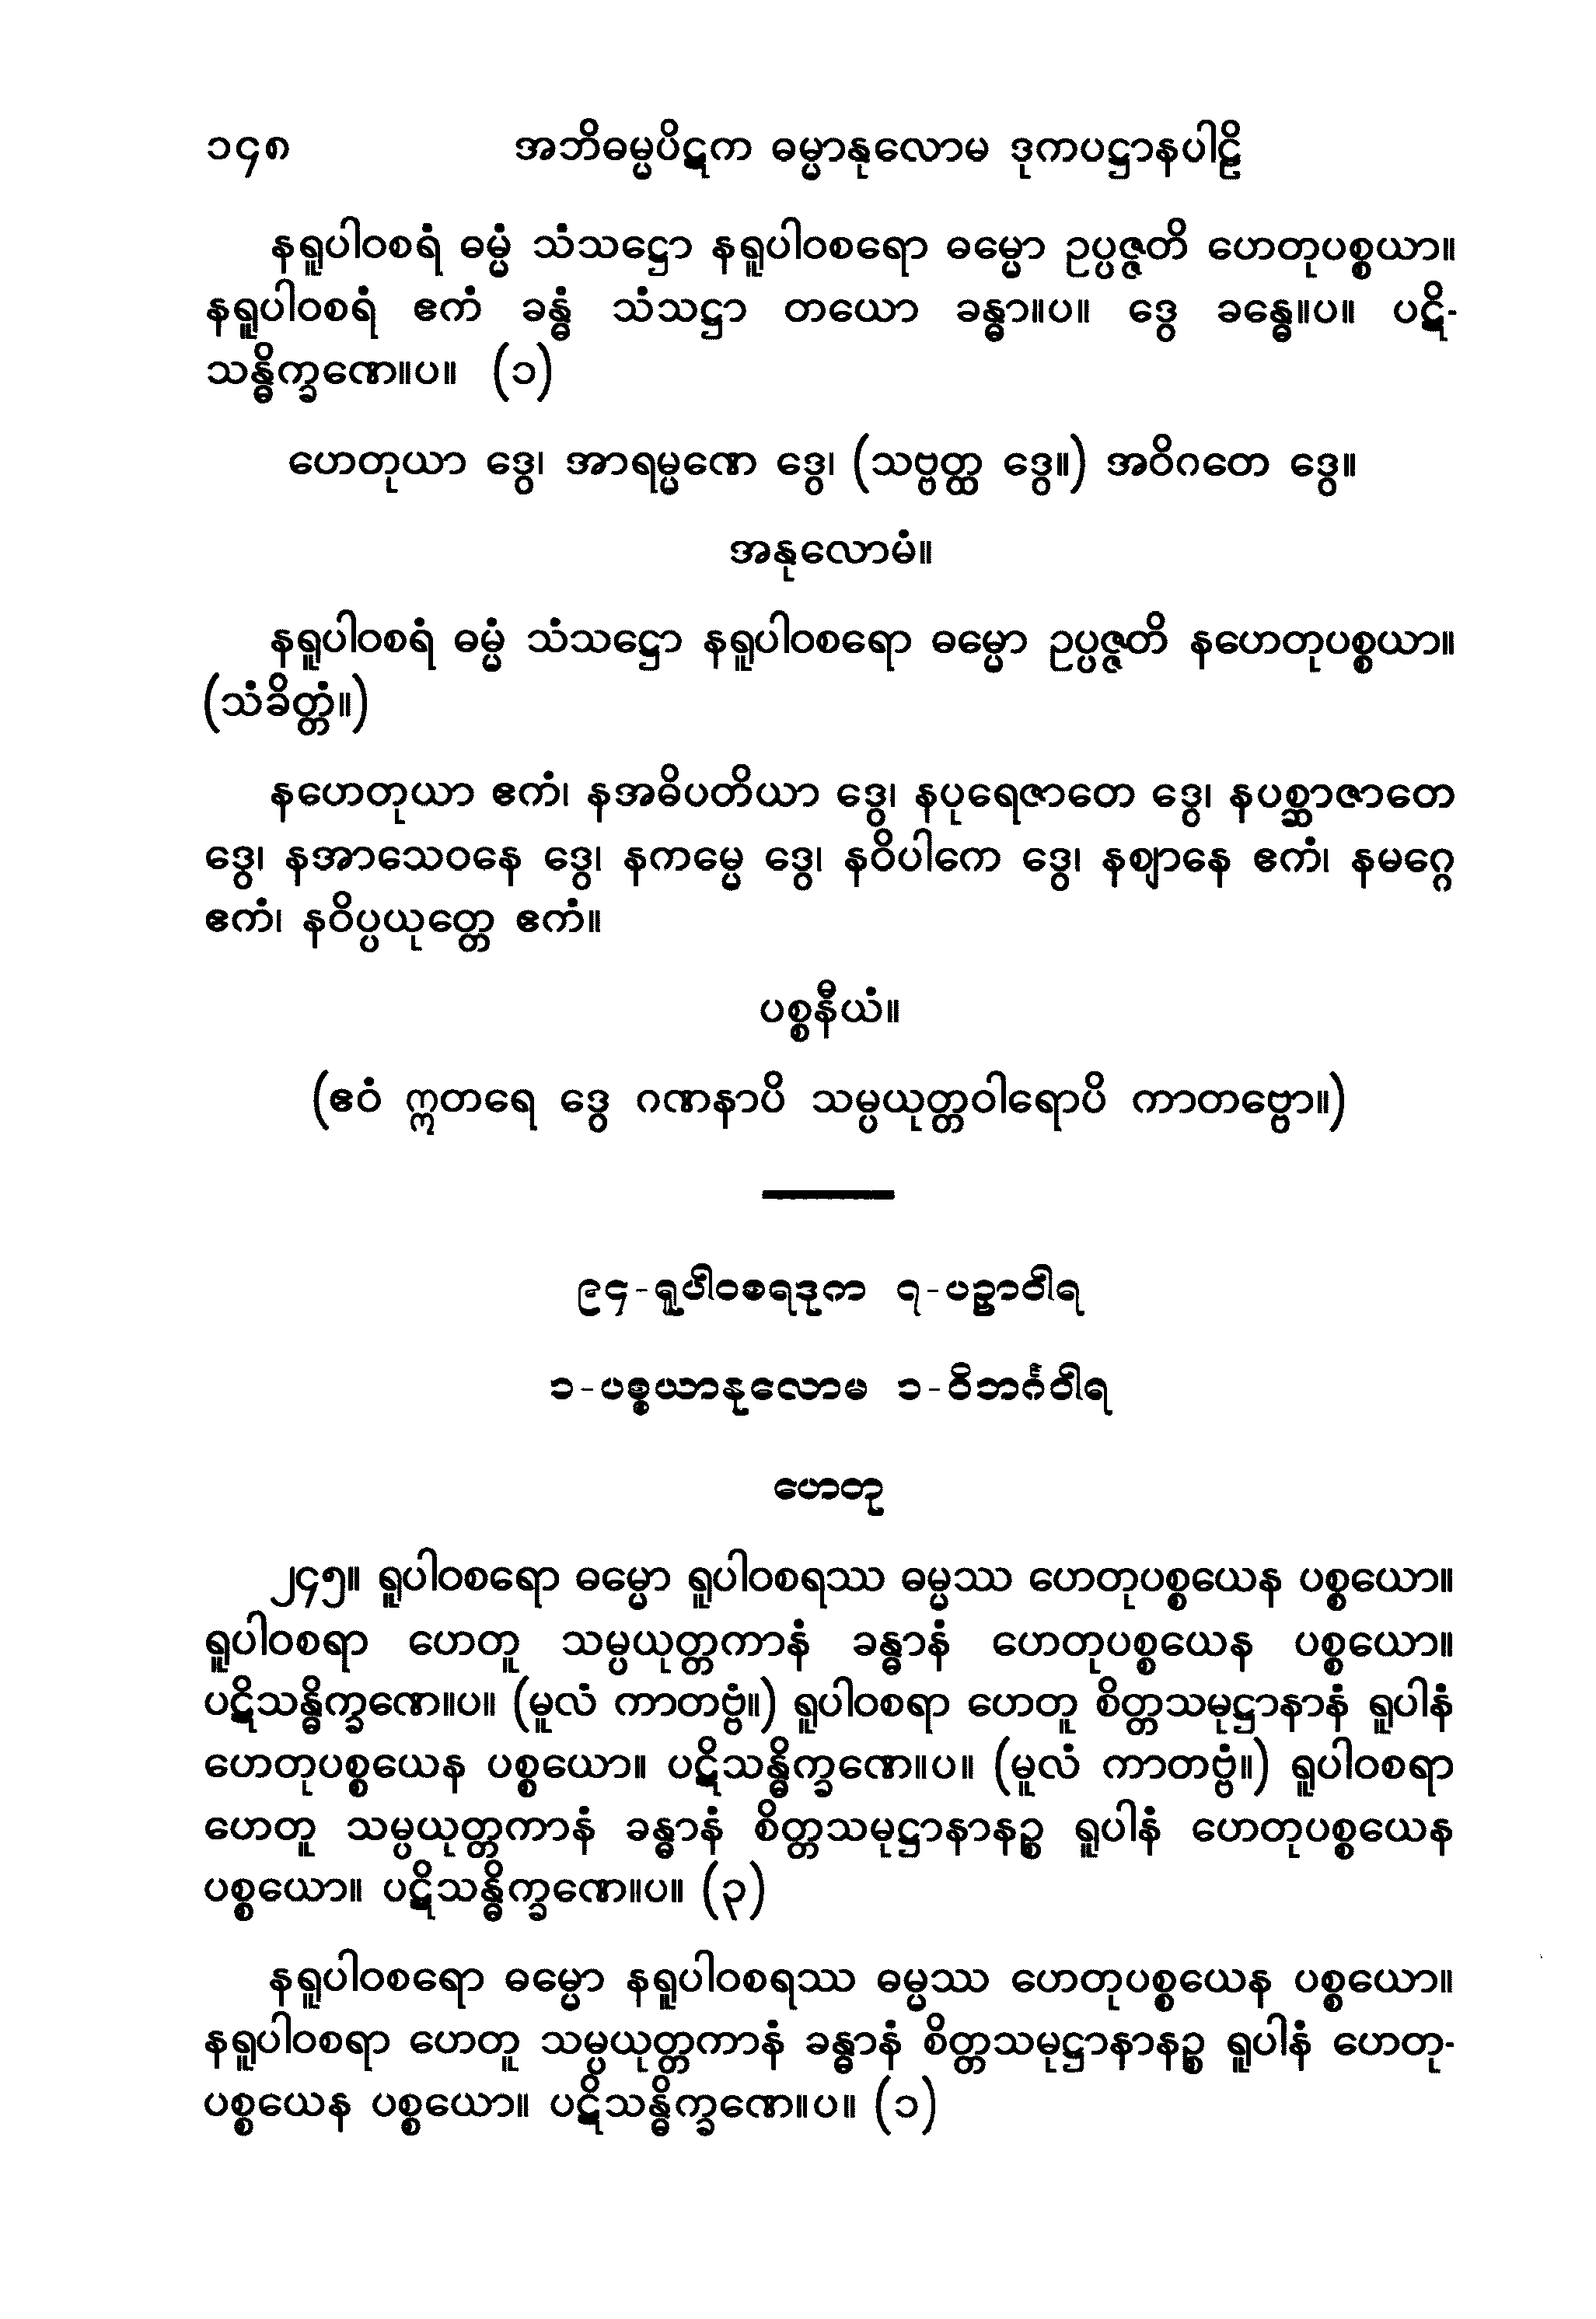 ၁၄၈ အဘိဓမ္မပိဋက ဓမ္မာနုလောမ ဒုကပဋ္ဌာနပါဠိ
နရူပါဝစရံ ဓမ္မံ သံသဋ္ဌော နရူပါဝစရော ဓမ္မော ဥပ္ပဇ္ဇတိ ဟေတုပစ္စယာ။
နရူပါဝစရံ ဧကံ ခန္ဓံ သံသဋ္ဌာ တယော ခန္ဓာ။ပ။ ဒွေ ခန္ဓေ။ပ။ ပဋိ-
သန္ဓိက္ခဏေ။ပ။ (၁)
ဟေတုယာ ဒွေ၊ အာရမ္မဏေ ဒွေ၊ (သဗ္ဗတ္ထ ဒွေ။) အဝိဂတေ ဒွေ။
အနုလောမံ။
နရူပါဝစရံ ဓမ္မံ သံသဋ္ဌော နရူပါဝစရော ဓမ္မော ဥပ္ပဇ္ဇတိ နဟေတုပစ္စယာ။
(သံခိတ္တံ။)
နဟေတုယာ ဧကံ၊ နအဓိပတိယာ ဒွေ၊ နပုရေဇာတေ ဒွေ၊ နပစ္ဆာဇာတေ
ဒွေ၊ နအာသေဝနေ ဒွေ၊ နကမ္မေ ဒွေ၊ နဝိပါကေ ဒွေ၊ နဈာနေ ဧကံ၊ နမဂ္ဂေ
ဧကံ၊ နဝိပ္ပယုတ္တေ ဧကံ။
ပစ္စနီယံ။
(ဧဝံ ဣတရေ ဒွေ ဂဏနာပိ သမ္ပယုတ္တဝါရောပိ ကာတဗ္ဗော။)
၉၄-ရူပါဝစရဒုက ၇-ပဉှာဝါရ
၁-ပစ္စယာနုလောမ ၁-ဝိဘင်္ဂဝါရ
ဟေတု
၂၄၅။ ရူပါဝစရော ဓမ္မော ရူပါဝစရဿ ဓမ္မဿ ဟေတုပစ္စယေန ပစ္စယော။
ရူပါဝစရာ ဟေတူ သမ္ပယုတ္တကာနံ ခန္ဓာနံ ဟေတုပစ္စယေန ပစ္စယော။
ပဋိသန္ဓိက္ခဏေ။ပ။ (မူလံ ကာတဗ္ဗံ။) ရူပါဝစရာ ဟေတူ စိတ္တသမုဋ္ဌာနာနံ ရူပါနံ
ဟေတုပစ္စယေန ပစ္စယော။ ပဋိသန္ဓိက္ခဏေ။ပ။ (မူလံ ကာတဗ္ဗံ။) ရူပါဝစရာ
ဟေတူ သမ္ပယုတ္တကာနံ ခန္ဓာနံ စိတ္တသမုဋ္ဌာနာနဉ္စ ရူပါနံ ဟေတုပစ္စယေန
ပစ္စယော။ ပဋိသန္ဓိက္ခဏေ။ပ။ (၃)
နရူပါဝစရော ဓမ္မော နရူပါဝစရဿ ဓမ္မဿ ဟေတုပစ္စယေန ပစ္စယော။
နရူပါဝစရာ ဟေတူ သမ္ပယုတ္တကာနံ ခန္ဓာနံ စိတ္တသမုဋ္ဌာနာနဉ္စ ရူပါနံ ဟေတု-
ပစ္စယေန ပစ္စယော။ ပဋိသန္ဓိက္ခဏေ။ပ။ (၁)